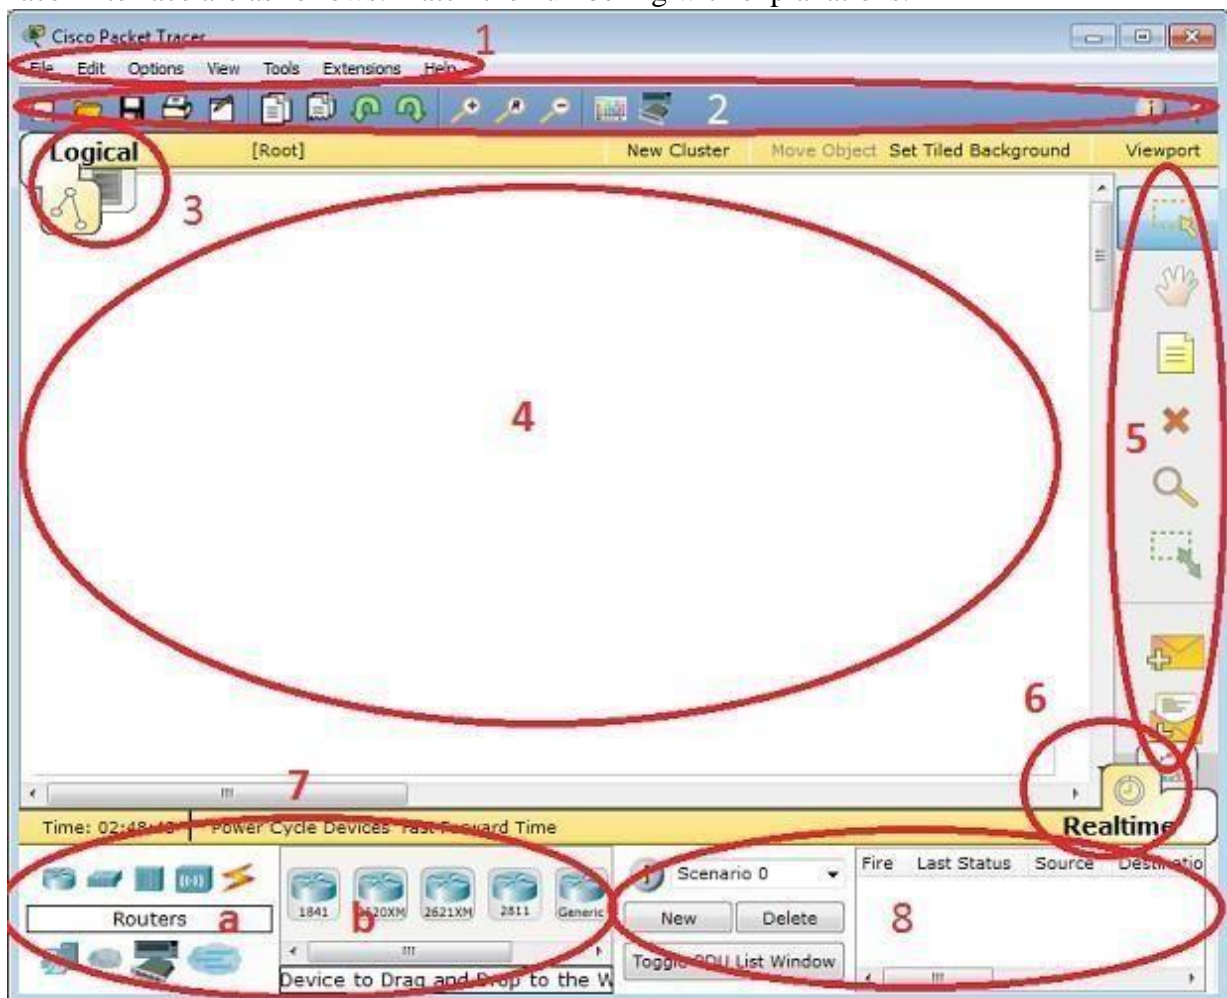 Cisco Packet Tracer
1
File Edit Options View Tools Extensions Help
2
Logical [Root] New Cluster Move Object Set Tiled Background Viewport
3
4
5
6
7
Time: 02:48: Power Cycle Devices Fast Forward Time Realtime
Scenario 0 Fire Last Status Source Destinatio
1841 2620XM 2621XM 2811 Generic
Routers a b New Delete 8
Toggle PDU List Window
Device to Drag and Drop to the W